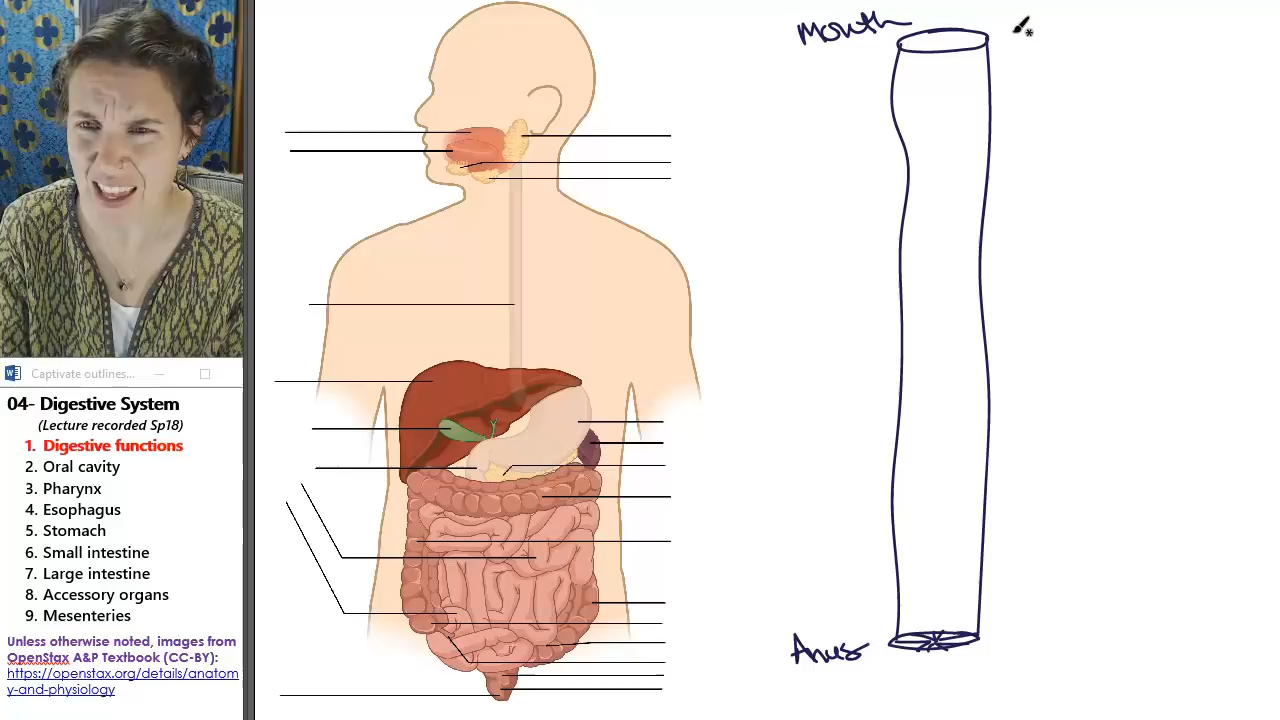 Mouth
Captivate outlines...
04- Digestive System
(Lecture recorded Sp18)
1. Digestive functions
2. Oral cavity
3. Pharynx
4. Esophagus
5. Stomach
6. Small intestine
7. Large intestine
8. Accessory organs
9. Mesenteries
Unless otherwise noted, images from
OpenStax A&P Textbook (CC-BY):
https://openstax.org/details/anatom
y-and-physiology
Anus